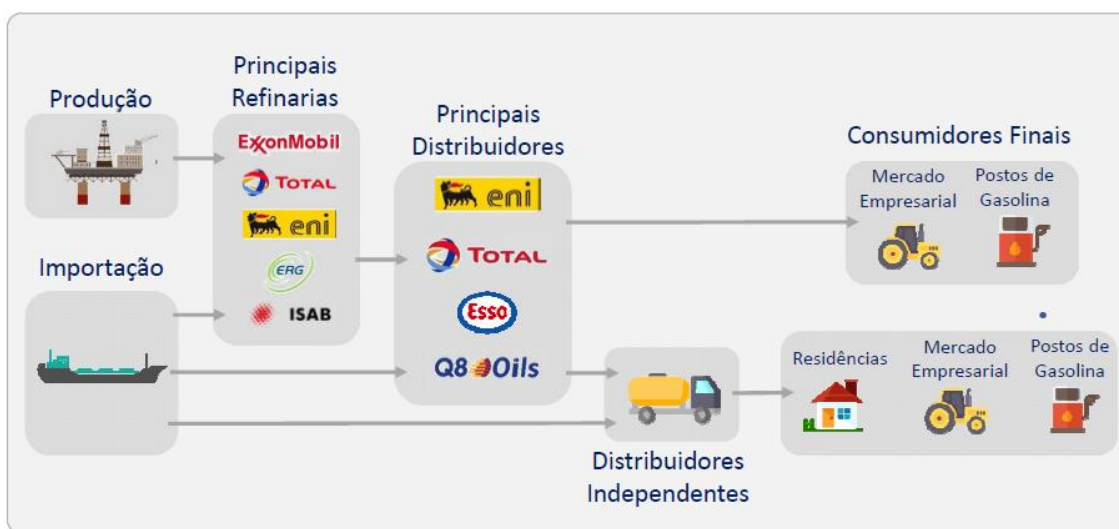 Produção
Principais
Refinarias
ExxonMobil
TOTAL
eni
ERG
ISAB
Importação
Principais
Distribuidores
eni
TOTAL
Esso
Q8 Oils
Distribuidores
Independentes
Consumidores Finais
Mercado
Empresarial
Postos de
Gasolina
Residências
Mercado
Empresarial
Postos de
Gasolina